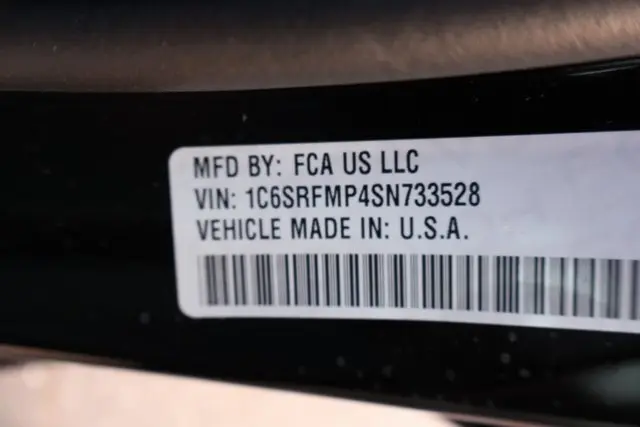 MFD BY: FCA US LLC
VIN: 1C6SRFMP4SN733528
VEHICLE MADE IN: U.S.A.